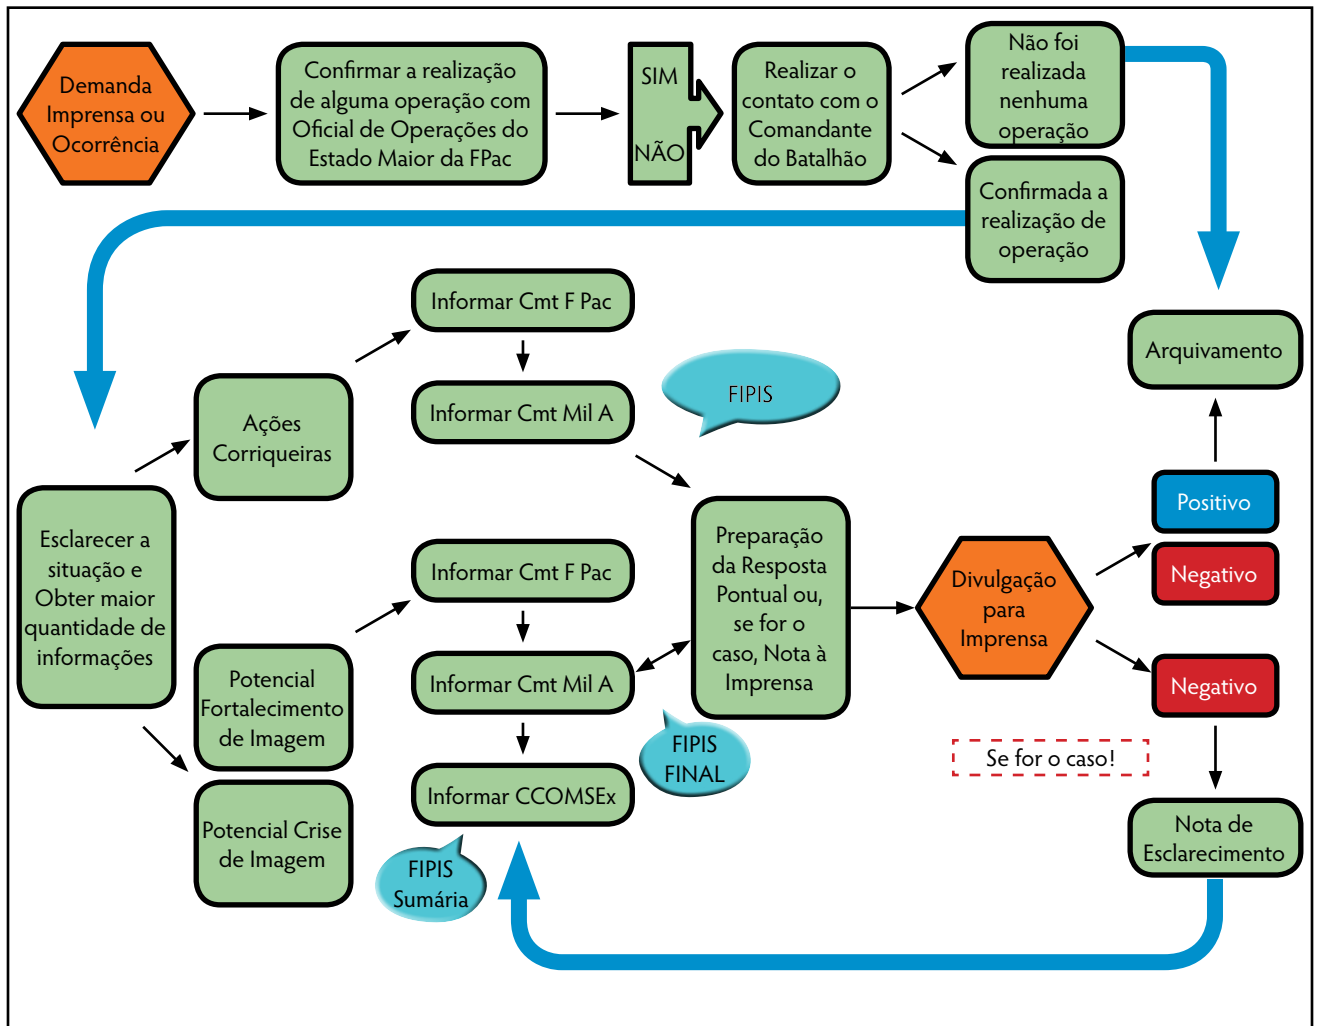 Demanda
Imprensa ou
Ocorrência
Confirmar a realização
de alguma operação com
Oficial de Operações do
Estado Maior da FPac
SIM
NÃO
Realizar o
contato com o
Comandante
do Batalhão
Não foi
realizada
nenhuma
operação
Confirmada a
realização de
operação
Arquivamento
Informar Cmt F Pac
Informar Cmt Mil A
FIPIS
Ações
Corriqueiras
Esclarecer a
situação e
Obter maior
quantidade de
informações
Potencial
Fortalecimento
de Imagem
Potencial Crise
de Imagem
Informar Cmt F Pac
Informar Cmt Mil A
Informar CCOMSEx
FIPIS
Sumária
FIPIS
FINAL
Preparação
da Resposta
Pontual ou,
se for o
caso, Nota à
Imprensa
Divulgação
para
Imprensa
Positivo
Negativo
Negativo
Se for o caso!
Nota de
Esclarecimento